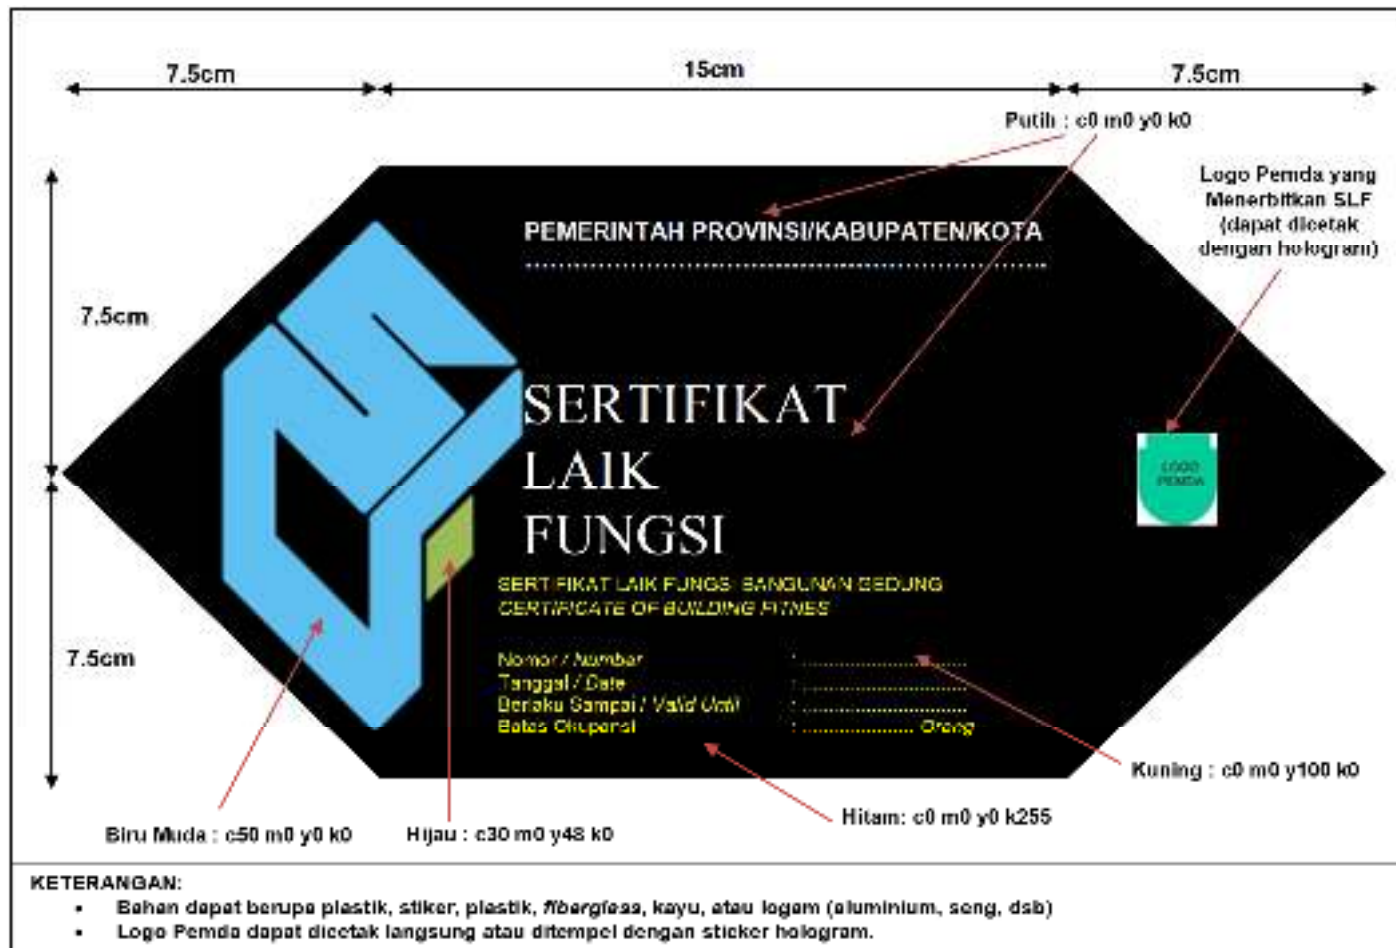 7.5cm
15cm
7.5cm
Putih : c0 m0 y0 k0
Logo Pemda yang
Menerbitkan SLF
(dapat dicetak
dengan hologram)
PEMERINTAH PROVINSI/KABUPATEN/KOTA
................................................................
7.5cm
SERTIFIKAT
LAIK
FUNGSI
LOGO
PEMDA
SERTIFIKAT LAIK FUNGSI BANGUNAN GEDUNG
CERTIFICATE OF BUILDING FITNES
7.5cm
Nomor / Number : ............................
Tanggal / Date : ............................
Berlaku Sampai / Valid Until : ............................
Batas Okupansi : ................... Orang
Kuning : c0 m0 y100 k0
Hitam: c0 m0 y0 k255
Biru Muda : c50 m0 y0 k0
Hijau : c30 m0 y48 k0
KETERANGAN:
• Bahan dapat berupa plastik, stiker, plastik, fiberglass, kayu, atau logam (aluminium, seng, dsb)
• Logo Pemda dapat dicetak langsung atau ditempel dengan sticker hologram.